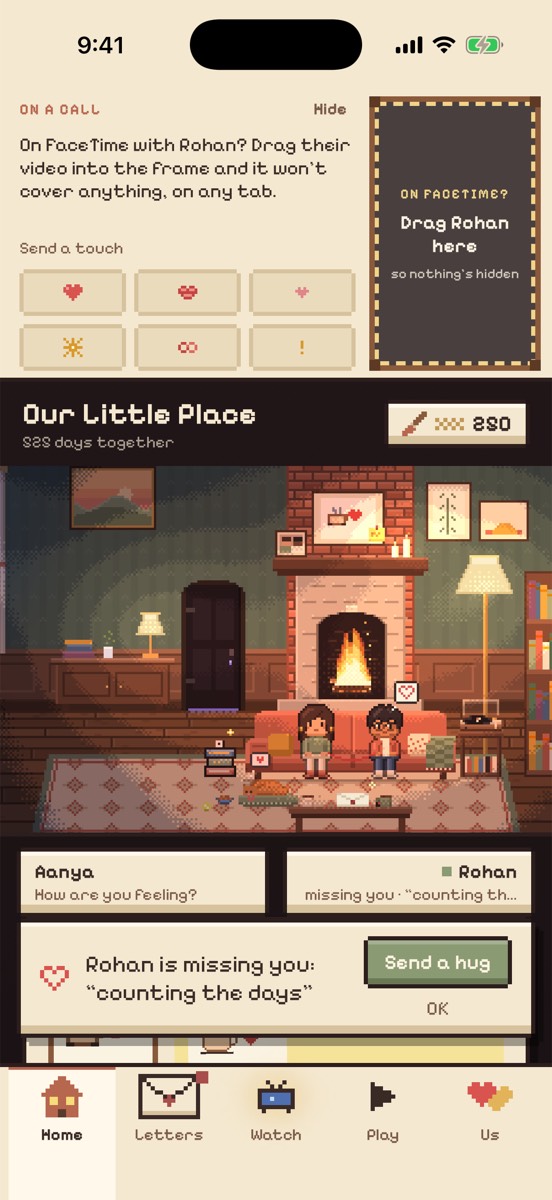 9:41
ON A CALL
Hide
On FaceTime with Rohan? Drag their
video into the frame and it won't
cover anything, on any tab.
Send a touch
ON FACETIME?
Drag Rohan
here
so nothing's hidden
Our Little Place
828 days together
280
Aanya
How are you feeling?
Rohan
missing you · “counting th…
Rohan is missing you:
“counting the days”
Send a hug
OK
Home
Letters
Watch
Play
Us